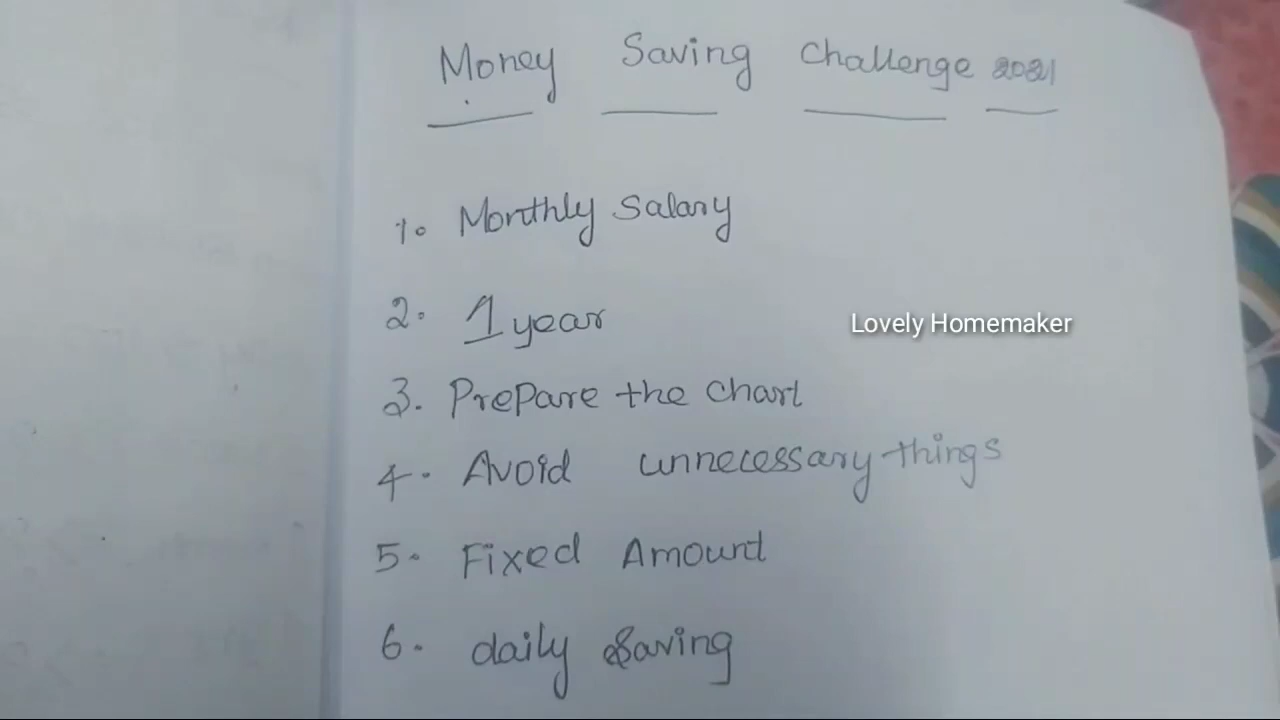 Money Saving Challenge 2021
1. Monthly Salary
2. 1 year
Lovely Homemaker
3. Prepare the chart
4. Avoid unnecessary things
5. Fixed Amount
6. daily Saving